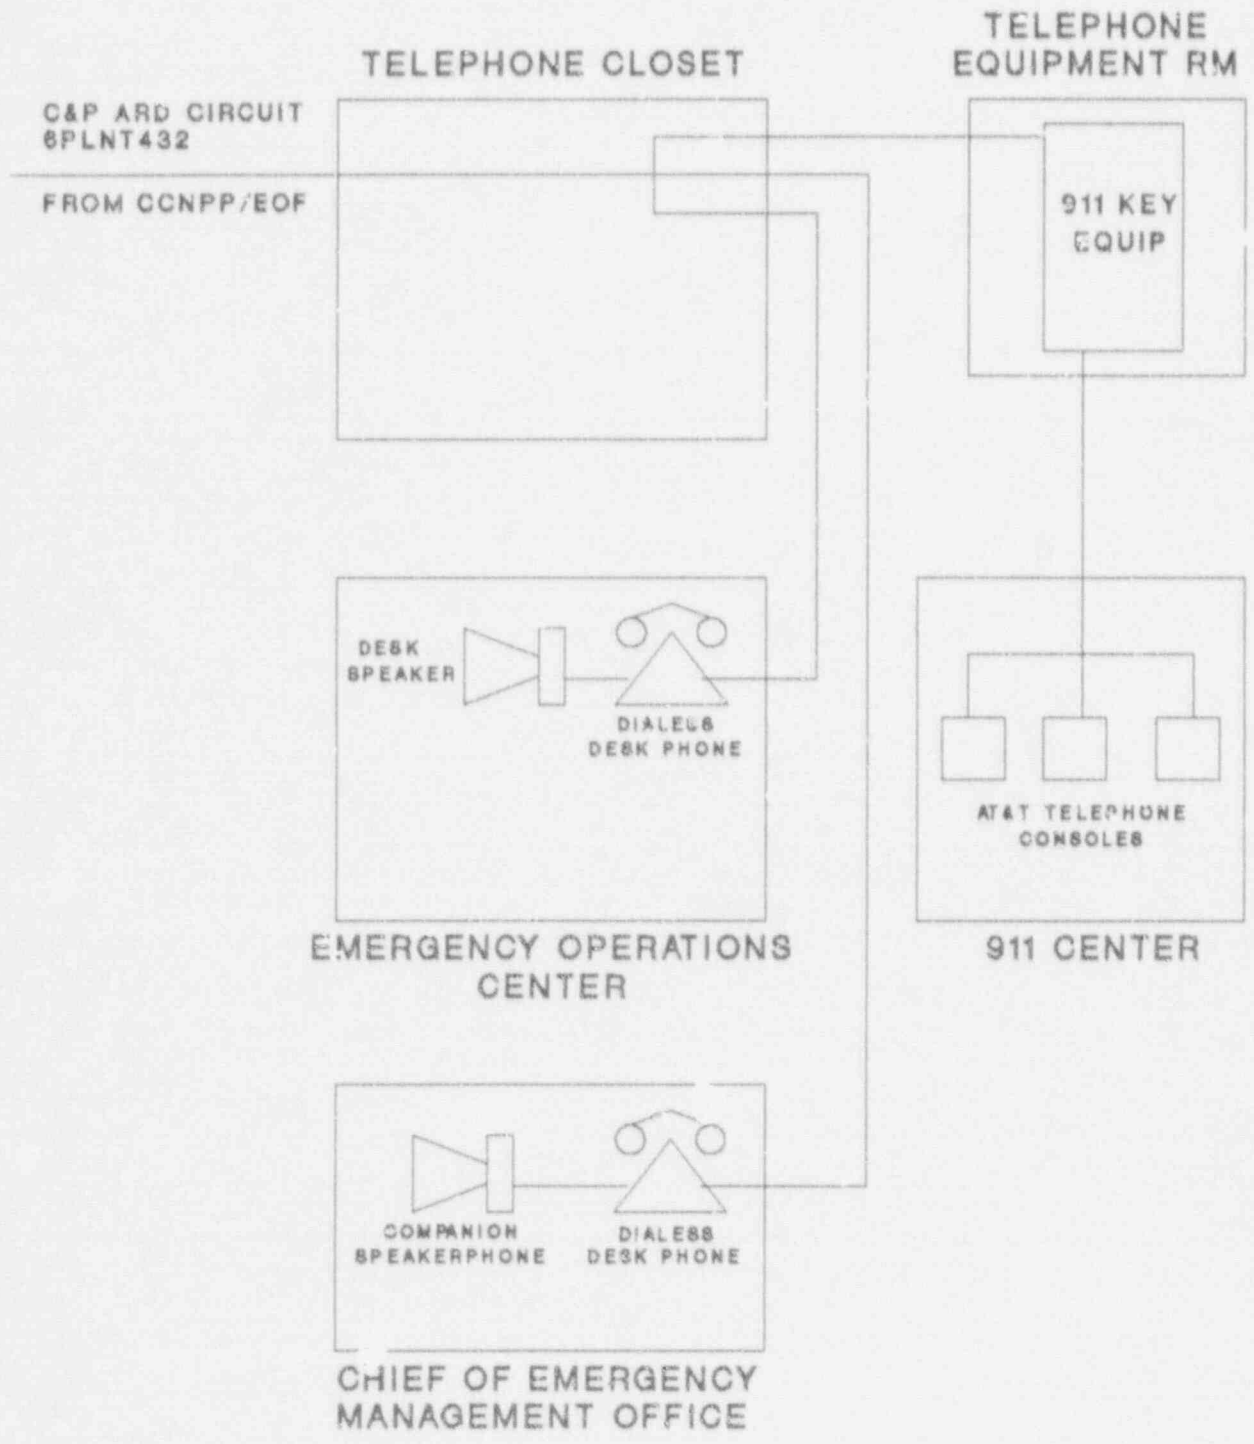 TELEPHONE CLOSET
TELEPHONE
EQUIPMENT RM
C&P ARD CIRCUIT
6PLNT432
FROM CCNPP/EOF
911 KEY
EQUIP
DESK
SPEAKER
DIALESS
DESK PHONE
AT&T TELEPHONE
CONSOLES
EMERGENCY OPERATIONS
CENTER
911 CENTER
COMPANION
SPEAKERPHONE
DIALESS
DESK PHONE
CHIEF OF EMERGENCY
MANAGEMENT OFFICE